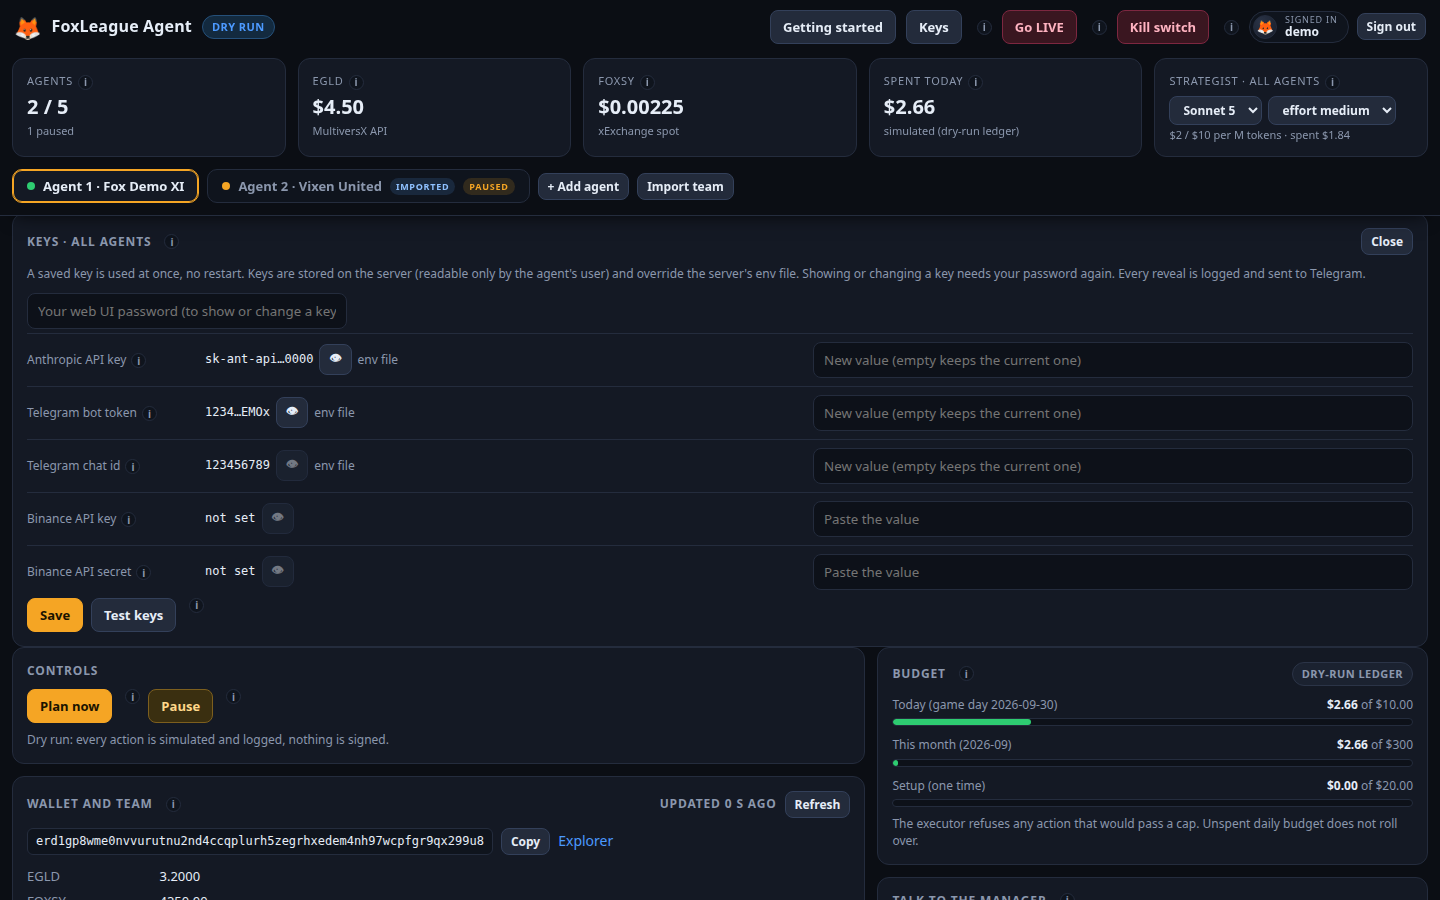 FoxLeague Agent
DRY RUN
Getting started
Keys
i
Go LIVE
i
Kill switch
i
SIGNED IN
demo
Sign out
AGENTS i
2 / 5
1 paused
EGLD i
$4.50
MultiversX API
FOXSY i
$0.00225
xExchange spot
SPENT TODAY i
$2.66
simulated (dry-run ledger)
STRATEGIST · ALL AGENTS i
Sonnet 5
effort medium
$2 / $10 per M tokens · spent $1.84
Agent 1 · Fox Demo XI
Agent 2 · Vixen United IMPORTED PAUSED
+ Add agent
Import team
KEYS · ALL AGENTS i
Close
A saved key is used at once, no restart. Keys are stored on the server (readable only by the agent's user) and override the server's env file. Showing or changing a key needs your password again. Every reveal is logged and sent to Telegram.
Your web UI password (to show or change a key
Anthropic API key i sk-ant-api…0000 env file New value (empty keeps the current one)
Telegram bot token i 1234…EMOx env file New value (empty keeps the current one)
Telegram chat id i 123456789 env file New value (empty keeps the current one)
Binance API key i not set Paste the value
Binance API secret i not set Paste the value
Save
Test keys
i
CONTROLS
Plan now
i
Pause
i
Dry run: every action is simulated and logged, nothing is signed.
BUDGET i
DRY-RUN LEDGER
Today (game day 2026-09-30) $2.66 of $10.00
This month (2026-09) $2.66 of $300
Setup (one time) $0.00 of $20.00
The executor refuses any action that would pass a cap. Unspent daily budget does not roll
over.
WALLET AND TEAM i
UPDATED 0 S AGO
Refresh
erd1gp8wme0nvvurutnu2nd4ccqplurh5zegrhxedem4nh97wcpfgr9qx299u8
Copy
Explorer
EGLD 3.2000
FOXSY 4250.00
TALK TO THE MANAGER i